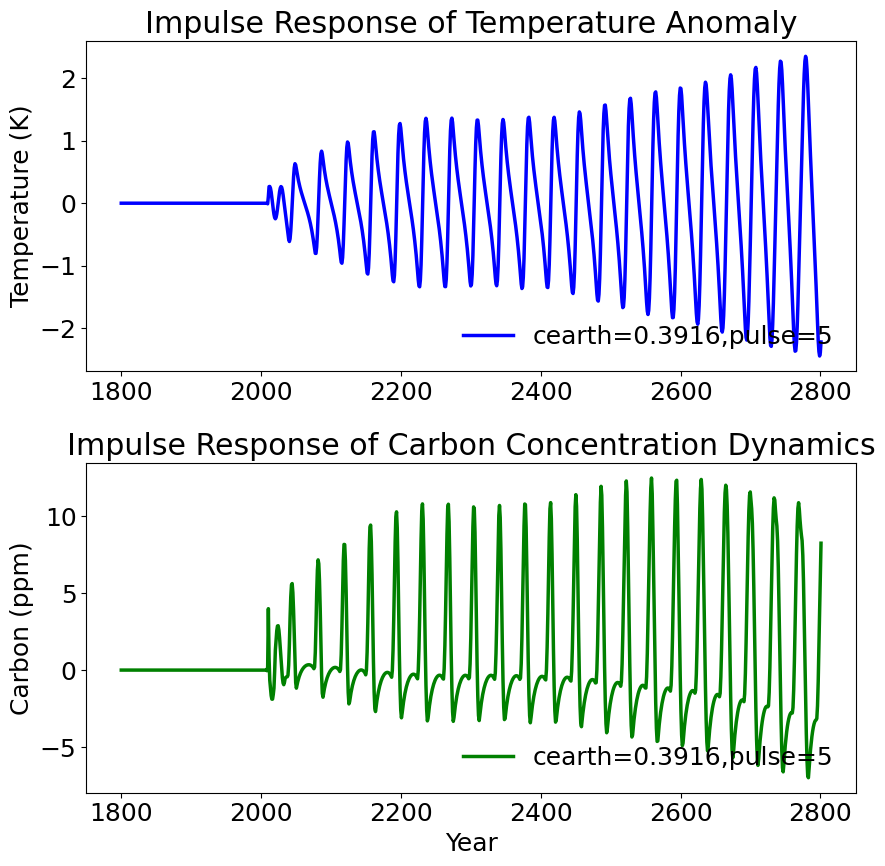 Impulse Response of Temperature Anomaly
Temperature (K)
2
1
0
−1
−2
cearth=0.3916,pulse=5
1800 2000 2200 2400 2600 2800
Impulse Response of Carbon Concentration Dynamics
Carbon (ppm)
10
5
0
−5
cearth=0.3916,pulse=5
1800 2000 2200 2400 2600 2800
Year